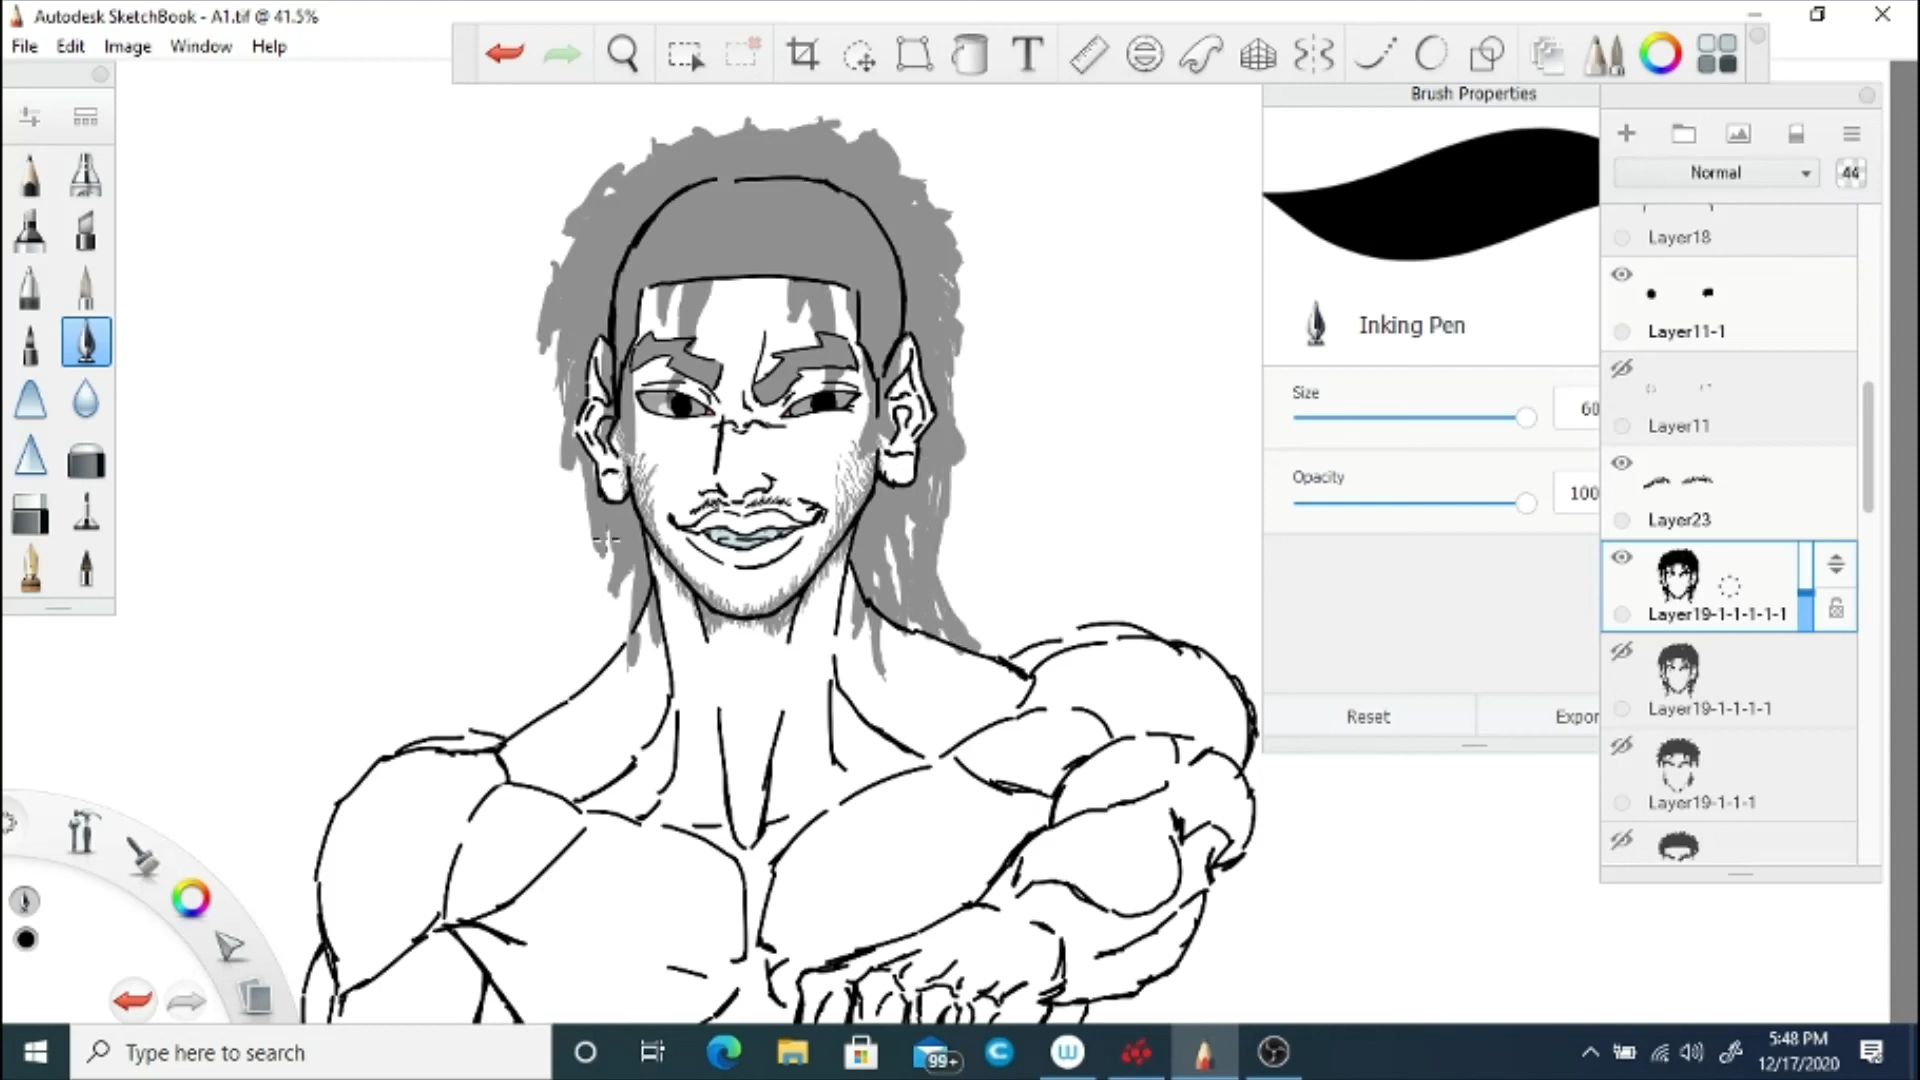 Autodesk SketchBook - A1.tif @ 41.5%
File Edit Image Window Help
Brush Properties
Normal
44
Layer18
Layer11-1
Inking Pen
Size
60
Layer11
Opacity
100
Layer23
Layer19-1-1-1-1-1
Layer19-1-1-1-1
Reset
Expor
Layer19-1-1-1
Type here to search
99+
5:48 PM
12/17/2020